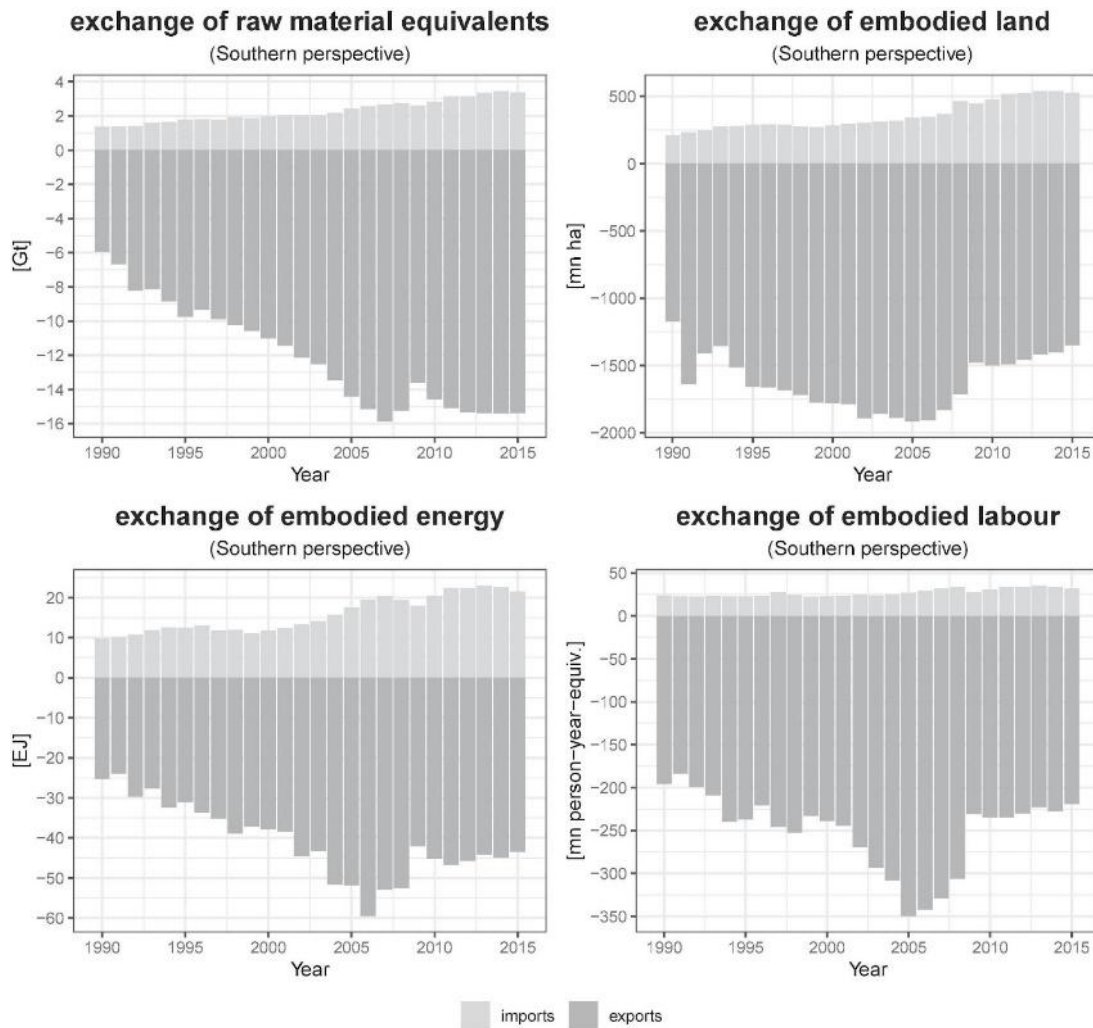 exchange of raw material equivalents
(Southern perspective)
4
2
0
−2
−4
−6
−8
−10
−12
−14
−16
[Gt]
1990 1995 2000 2005 2010 2015
Year
exchange of embodied land
(Southern perspective)
500
0
−500
−1000
−1500
−2000
[mn ha]
1990 1995 2000 2005 2010 2015
Year
exchange of embodied energy
(Southern perspective)
20
10
0
−10
−20
−30
−40
−50
−60
[EJ]
1990 1995 2000 2005 2010 2015
Year
exchange of embodied labour
(Southern perspective)
50
0
−50
−100
−150
−200
−250
−300
−350
[mn person−year−equiv.]
1990 1995 2000 2005 2010 2015
Year
imports exports